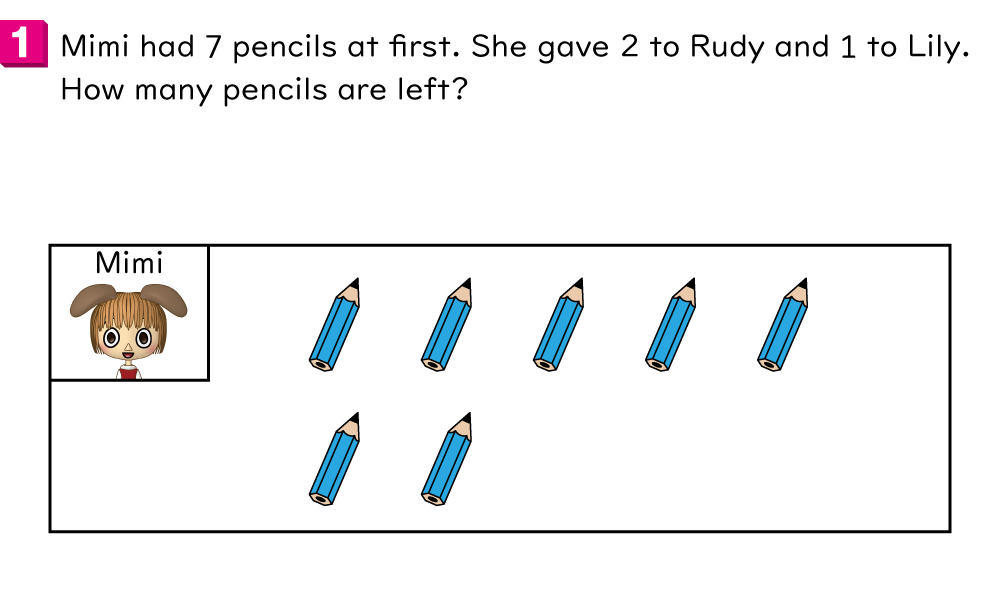 1
Mimi had 7 pencils at first. She gave 2 to Rudy and 1 to Lily.
How many pencils are left?
Mimi